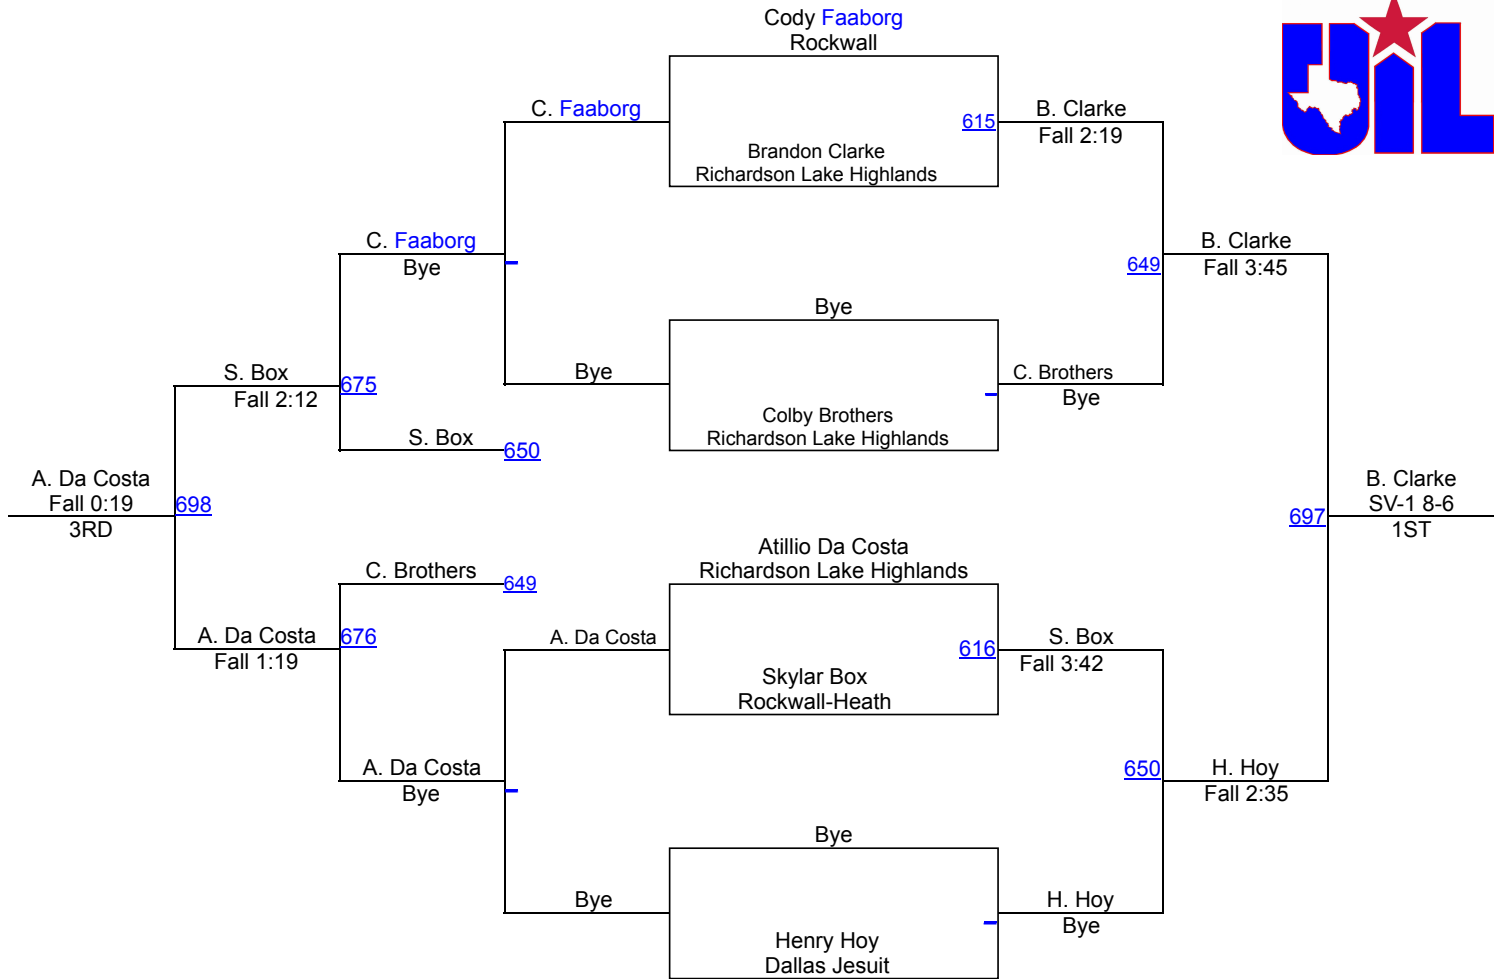 Cody Faaborg
Rockwall
UIL
C. Faaborg
615
B. Clarke
Fall 2:19
Brandon Clarke
Richardson Lake Highlands
C. Faaborg
Bye
B. Clarke
Fall 3:45
649
Bye
S. Box
Fall 2:12
675
Bye
C. Brothers
Bye
Colby Brothers
Richardson Lake Highlands
S. Box
650
A. Da Costa
Fall 0:19
3RD
698
B. Clarke
SV-1 8-6
1ST
697
Atillio Da Costa
Richardson Lake Highlands
C. Brothers
649
A. Da Costa
Fall 1:19
676
A. Da Costa
616
S. Box
Fall 3:42
Skylar Box
Rockwall-Heath
A. Da Costa
Bye
650
H. Hoy
Fall 2:35
Bye
Bye
H. Hoy
Bye
Henry Hoy
Dallas Jesuit